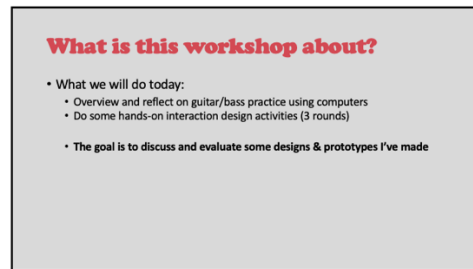 What is this workshop about?
• What we will do today:
• Overview and reflect on guitar/bass practice using computers
• Do some hands-on interaction design activities (3 rounds)
• The goal is to discuss and evaluate some designs & prototypes I've made